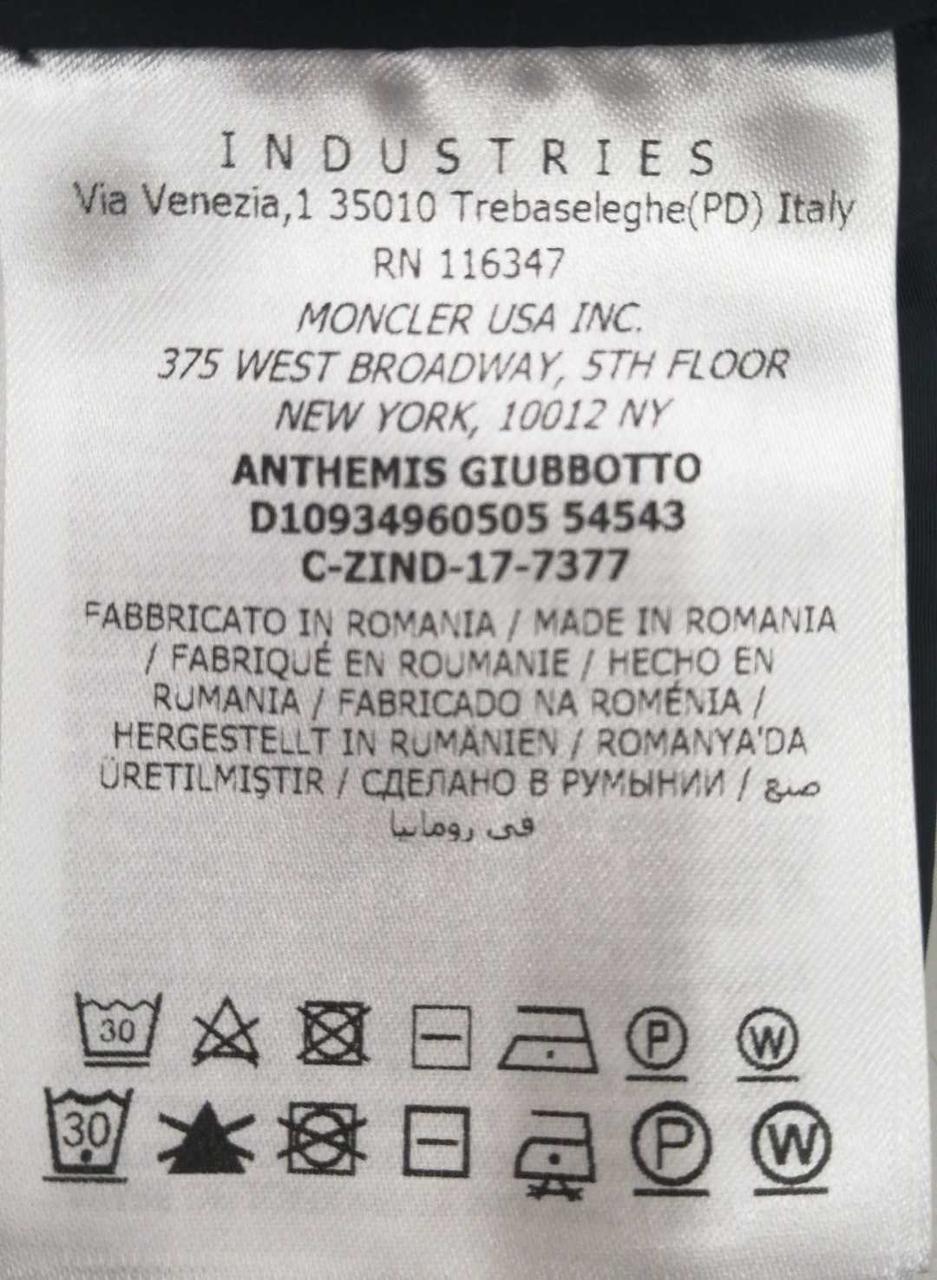 I N D U S T R I E S
Via Venezia,1 35010 Trebaseleghe(PD) Italy
RN 116347
MONCLER USA INC.
375 WEST BROADWAY, 5TH FLOOR
NEW YORK, 10012 NY
ANTHEMIS GIUBBOTTO
D10934960505 54543
C-ZIND-17-7377
FABBRICATO IN ROMANIA / MADE IN ROMANIA
/ FABRIQUÉ EN ROUMANIE / HECHO EN
RUMANIA / FABRICADO NA ROMÉNIA /
HERGESTELLT IN RUMÄNIEN / ROMANYA'DA
ÜRETILMIŞTIR / СДЕЛАНО В РУМЫНИИ / صنع
في رومانيا
30 P W
30 P W